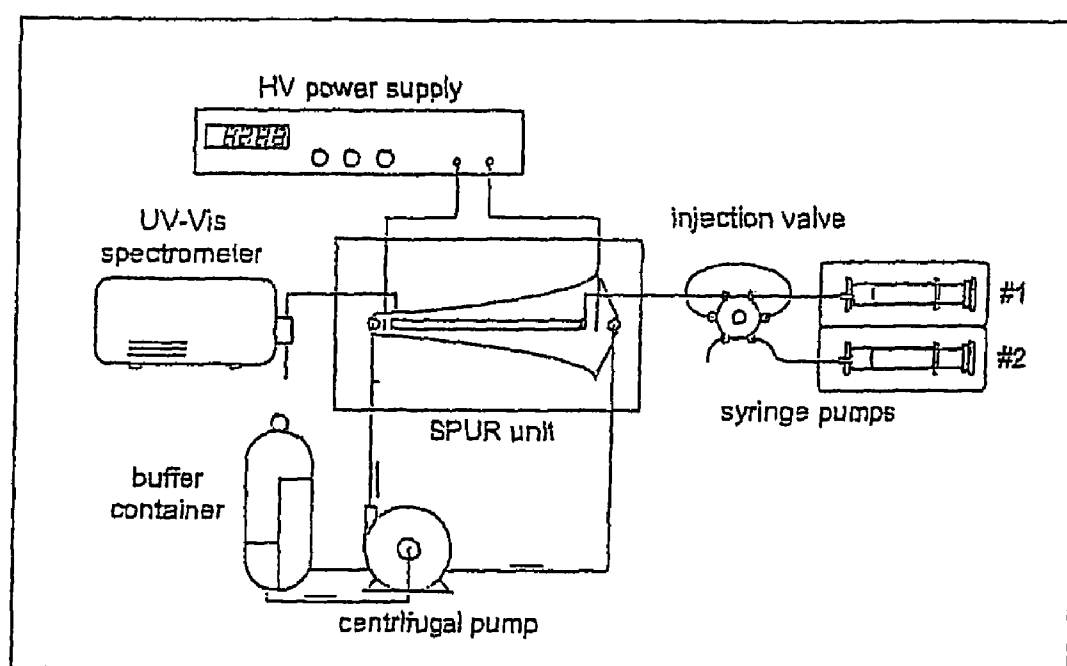 HV power supply
UV-Vis
spectrometer
injection valve
#1
#2
SPUR unit
syringe pumps
buffer
container
centrifugal pump